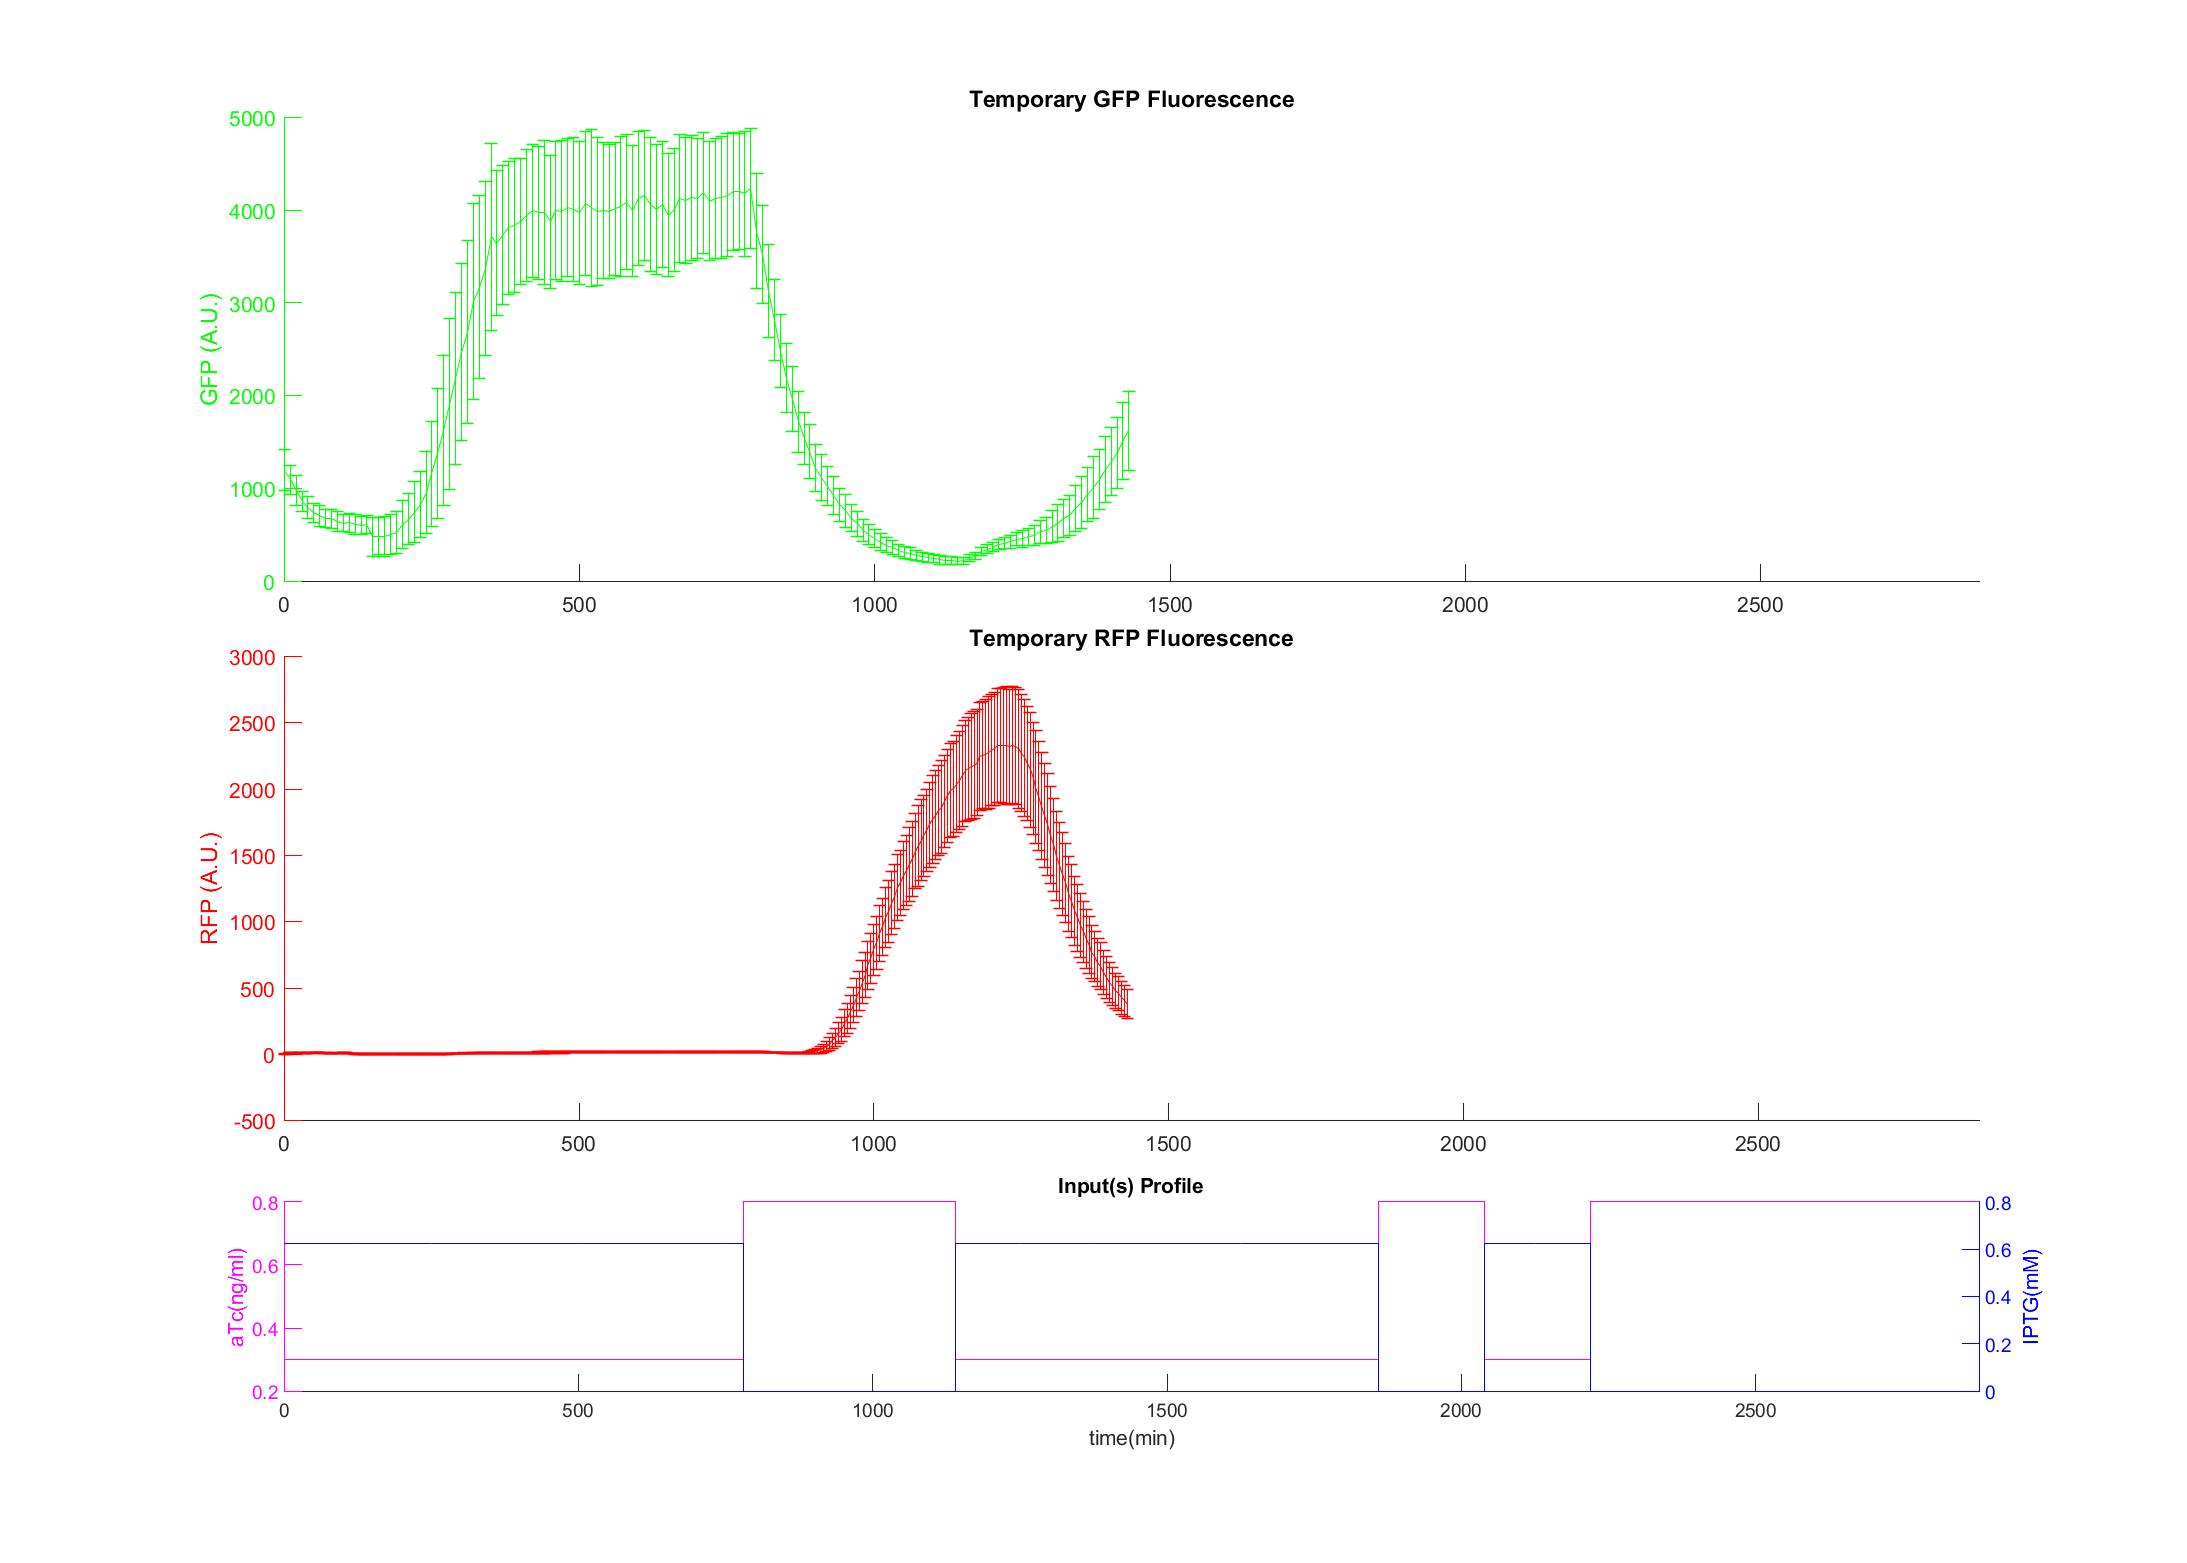 Temporary GFP Fluorescence
GFP (A.U.)
5000
4000
3000
2000
1000
0
0 500 1000 1500 2000 2500
Temporary RFP Fluorescence
RFP (A.U.)
3000
2500
2000
1500
1000
500
0
-500
0 500 1000 1500 2000 2500
Input(s) Profile
aTc(ng/ml)
0.8
0.6
0.4
0.2
0.8
0.6
0.4
0.2
0
IPTG(mM)
0 500 1000 1500 2000 2500
time(min)